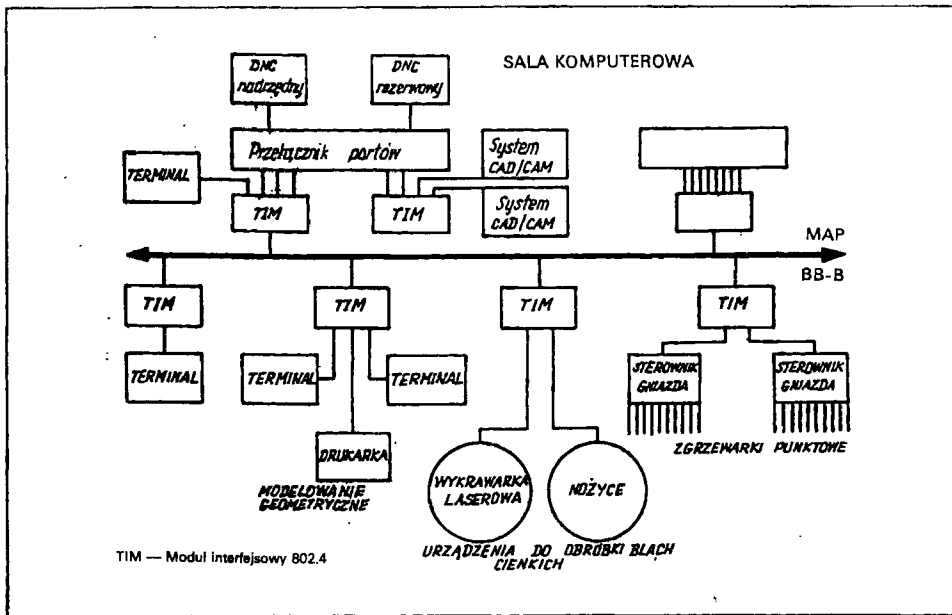 SALA KOMPUTEROWA
DNC
nadrzędny
DNC
rezerwowy
Przełącznik portów
System
CAD/CAM
TERMINAL
TIM
TIM
System
CAD/CAM
MAP
BB-B
TIM
TIM
TIM
TIM
TERMINAL
TERMINAL
TERMINAL
STEROWNIK
GNIAZDA
STEROWNIK
GNIAZDA
ZGRZEWARKI PUNKTOWE
DRUKARKA
MODELOWANIE
GEOMETRYCZNE
WYKRAWARKA
LASEROWA
NOŻYCE
URZĄDZENIA DO OBRÓBKI BLACH
CIENKICH
TIM — Moduł interfejsowy 802.4